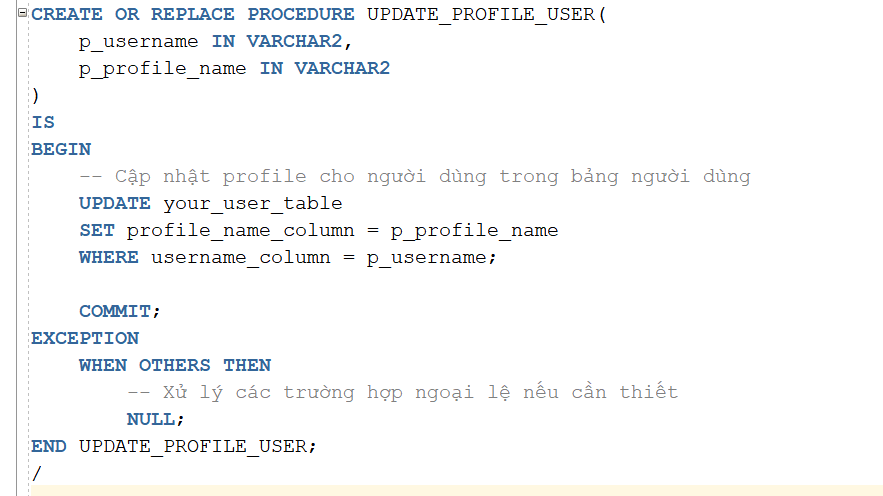 CREATE OR REPLACE PROCEDURE UPDATE_PROFILE_USER(
    p_username IN VARCHAR2,
    p_profile_name IN VARCHAR2
)
IS
BEGIN
    -- Cập nhật profile cho người dùng trong bảng người dùng
    UPDATE your_user_table
    SET profile_name_column = p_profile_name
    WHERE username_column = p_username;

    COMMIT;
EXCEPTION
    WHEN OTHERS THEN
        -- Xử lý các trường hợp ngoại lệ nếu cần thiết
        NULL;
END UPDATE_PROFILE_USER;
/